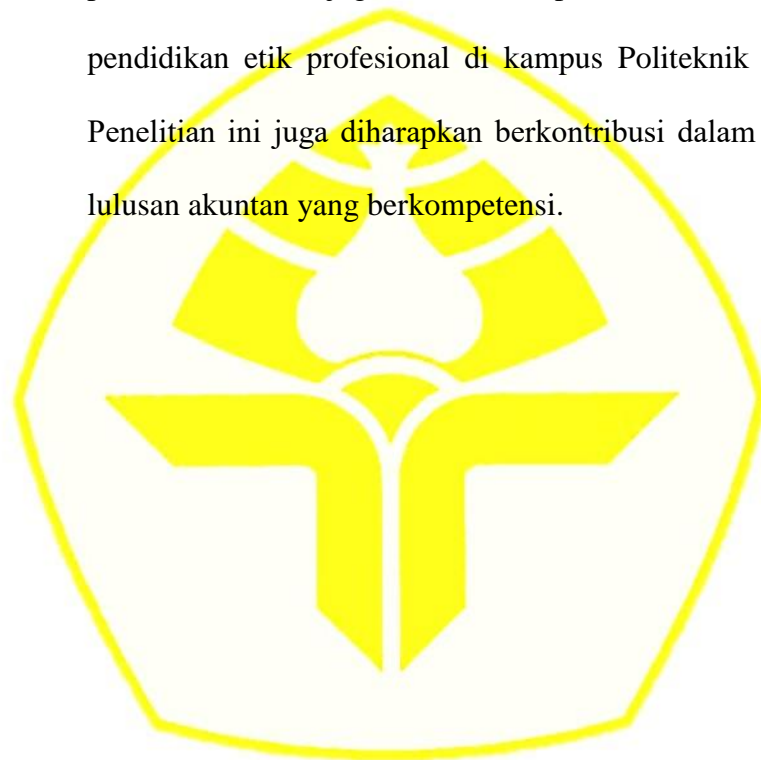 pendidikan etik profesional di kampus Politeknik
Penelitian ini juga diharapkan berkontribusi dalam
lulusan akuntan yang berkompetensi.